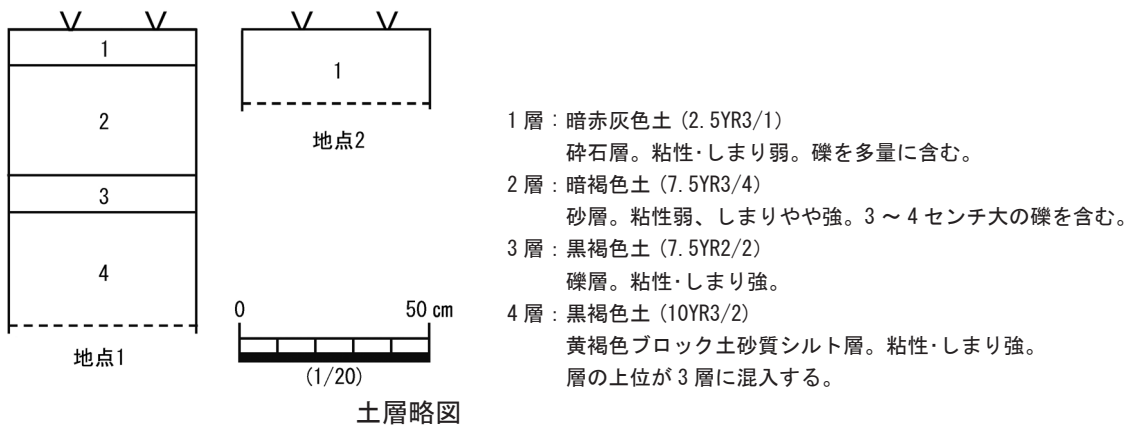 1
2
3
4
地点1
1
地点2
0 50 cm
(1/20)
土層略図
1層：暗赤灰色土 (2.5YR3/1)
砕石層。粘性・しまり弱。礫を多量に含む。
2層：暗褐色土 (7.5YR3/4)
砂層。粘性弱、しまりやや強。3～4センチ大の礫を含む。
3層：黒褐色土 (7.5YR2/2)
礫層。粘性・しまり強。
4層：黒褐色土 (10YR3/2)
黄褐色ブロック土砂質シルト層。粘性・しまり強。
層の上位が3層に混入する。